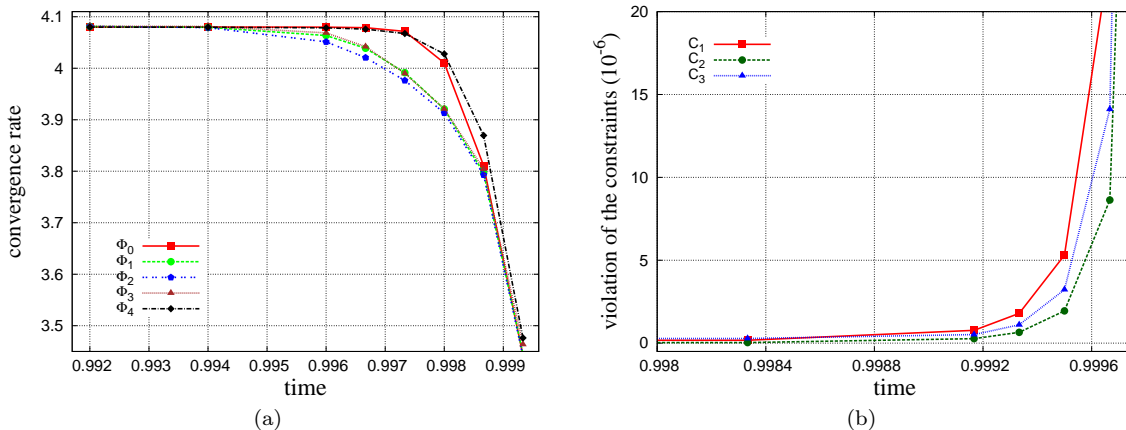 4.1
4
3.9
3.8
3.7
3.6
3.5
convergence rate
Φ0
Φ1
Φ2
Φ3
Φ4
0.992 0.993 0.994 0.995 0.996 0.997 0.998 0.999
time
(a)
20
15
10
5
0
violation of the constraints (10-6)
C1
C2
C3
0.998 0.9984 0.9988 0.9992 0.9996
time
(b)